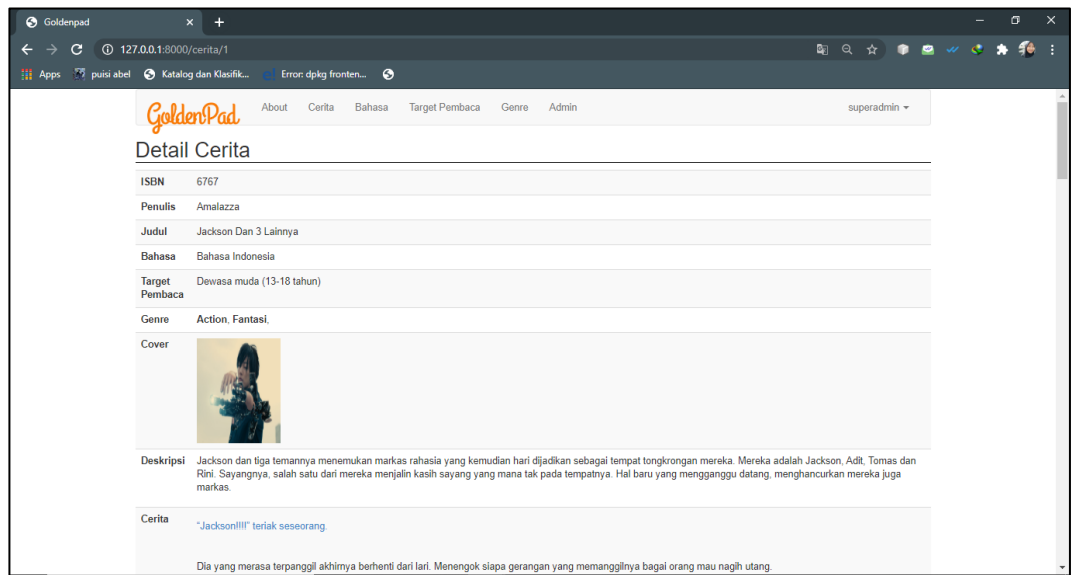 Goldenpad
127.0.0.1:8000/cerita/1
Apps puisi abel Katalog dan Klasifik... Error: dpkg fronten...
GoldenPad About Cerita Bahasa Target Pembaca Genre Admin superadmin
Detail Cerita
ISBN 6767
Penulis Amalazza
Judul Jackson Dan 3 Lainnya
Bahasa Bahasa Indonesia
Target Dewasa muda (13-18 tahun)
Pembaca
Genre Action, Fantasi,
Cover
Deskripsi Jackson dan tiga temannya menemukan markas rahasia yang kemudian hari dijadikan sebagai tempat tongkrongan mereka. Mereka adalah Jackson, Adit, Tomas dan
Rini. Sayangnya, salah satu dari mereka menjalin kasih sayang yang mana tak pada tempatnya. Hal baru yang mengganggu datang, menghancurkan mereka juga
markas.
Cerita "Jackson!!!!" teriak seseorang.
Dia yang merasa terpanggil akhirnya berhenti dari lari. Menengok siapa gerangan yang memanggilnya bagai orang mau nagih utang.